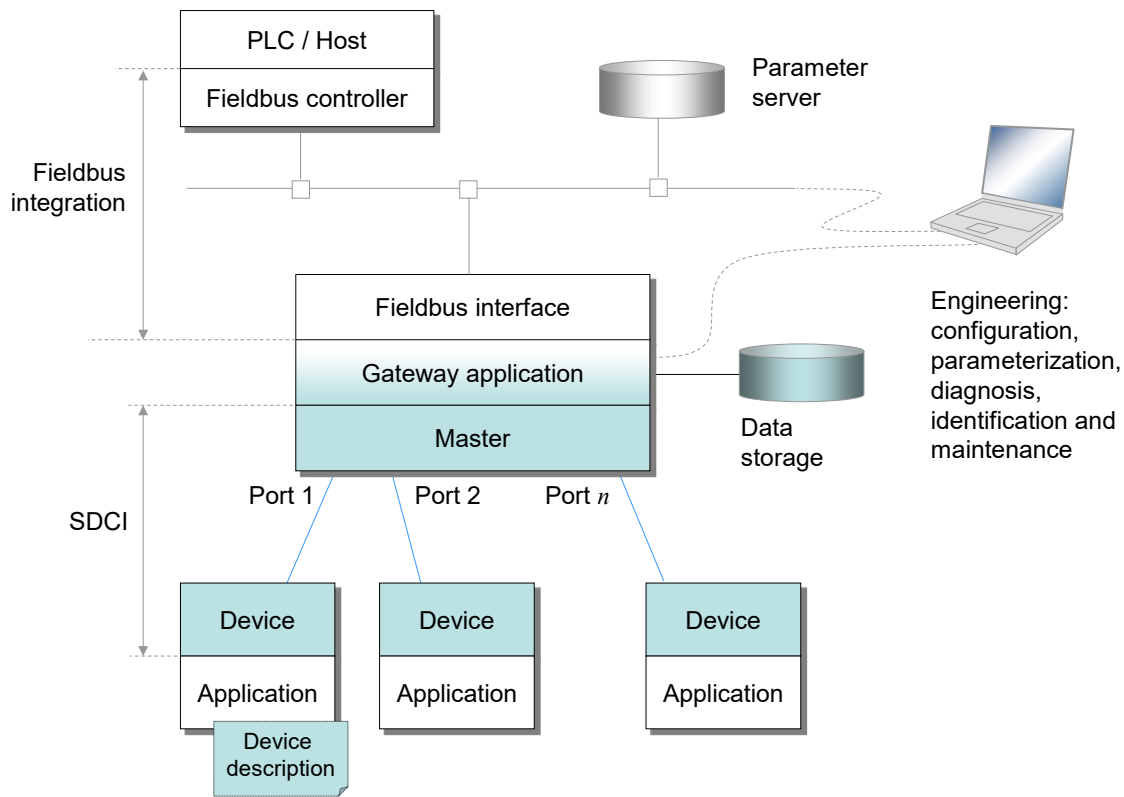 PLC / Host
Fieldbus controller
Parameter
server
Fieldbus
integration
Fieldbus interface
Gateway application
Master
Data
storage
Engineering:
configuration,
parameterization,
diagnosis,
identification and
maintenance
Port 1
Port 2
Port n
SDCI
Device
Device
Device
Application
Application
Application
Device
description